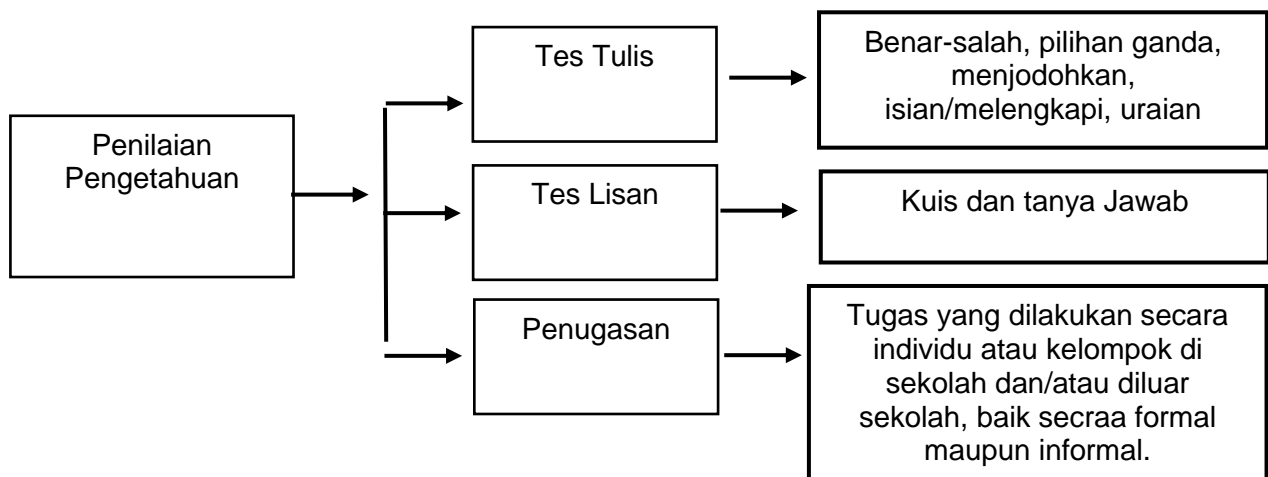 Penilaian
Pengetahuan
Tes Tulis
Benar-salah, pilihan ganda,
menjodohkan,
isian/melengkapi, uraian
Tes Lisan
Kuis dan tanya Jawab
Penugasan
Tugas yang dilakukan secara
individu atau kelompok di
sekolah dan/atau diluar
sekolah, baik secraa formal
maupun informal.